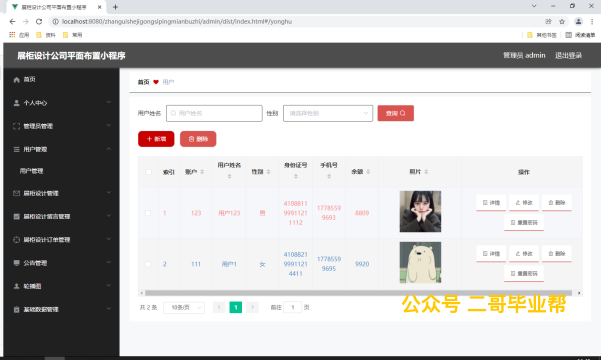 展柜设计公司平面布置小程序
localhost:8080/zhanguishejigongsipingmianbuzhi/admin/dist/index.html#/yonghu
应用 资料 常用 其他书签 阅读清单
展柜设计公司平面布置小程序 管理员 admin 退出登录
首页
个人中心
管理员管理
用户管理
用户管理
展柜设计管理
展柜设计留言管理
展柜设计订单管理
公告管理
轮播图
基础数据管理
首页 用户
用户姓名 用户姓名 性别 请选择性别 查询
新增 删除
索引 账户 用户姓名 性别 身份证号 手机号 余额 照片 操作
1 123 用户123 男 410881199911211112 17785599693 8809 详情 修改 删除
重置密码
2 111 用户1 女 410882199911214411 17785599695 9920 详情 修改 删除
重置密码
共 2 条 10条/页 1 前往 1 页
公众号 二哥毕业帮